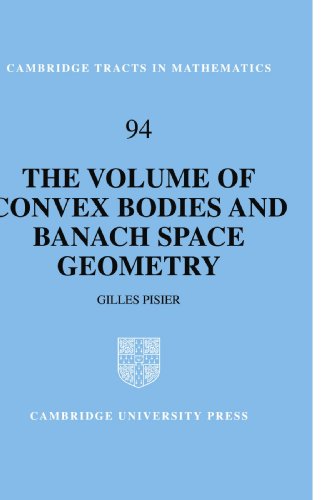 CAMBRIDGE TRACTS IN MATHEMATICS
94
THE VOLUME OF
CONVEX BODIES AND
BANACH SPACE
GEOMETRY
GILLES PISIER
CAMBRIDGE UNIVERSITY PRESS